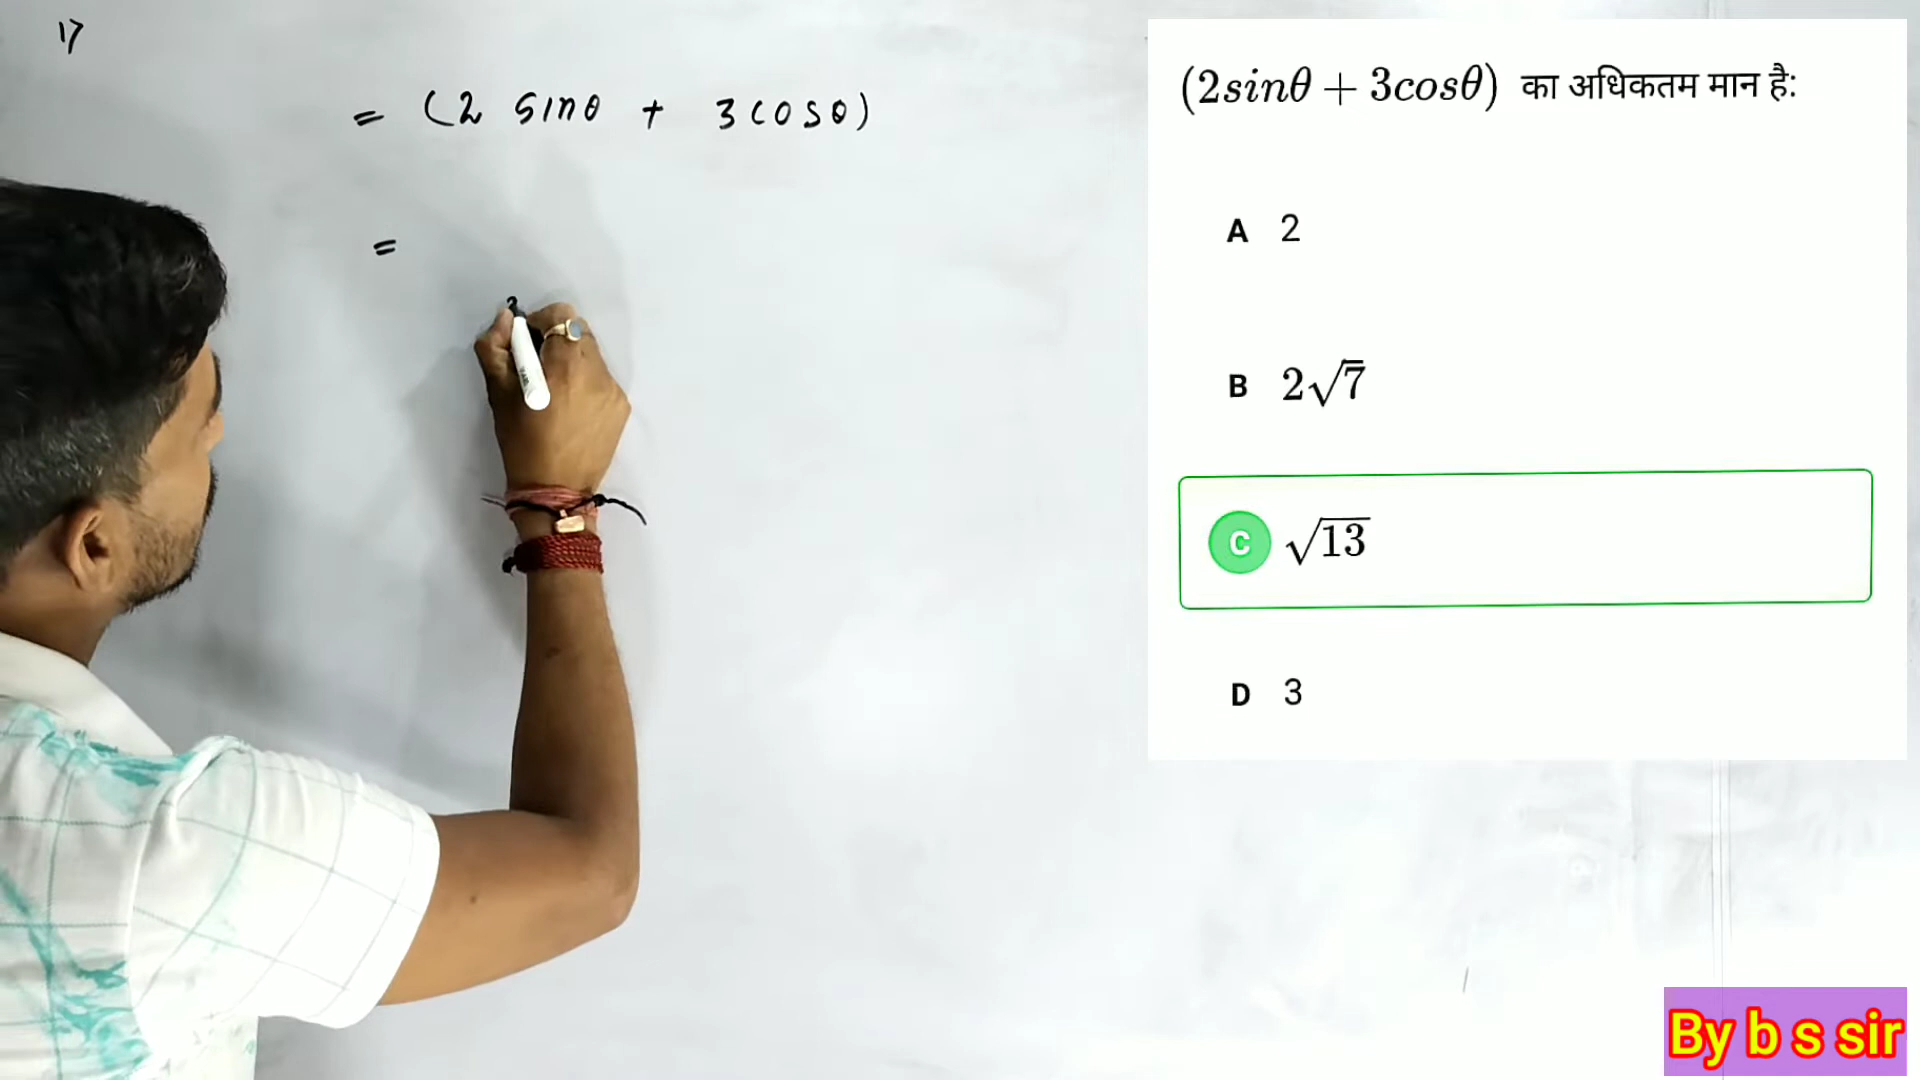 17
= (2 sinθ + 3cosθ)
=
(2sinθ + 3cosθ) का अधिकतम मान है:
A 2
B 2√7
C √13
D 3
By b s sir